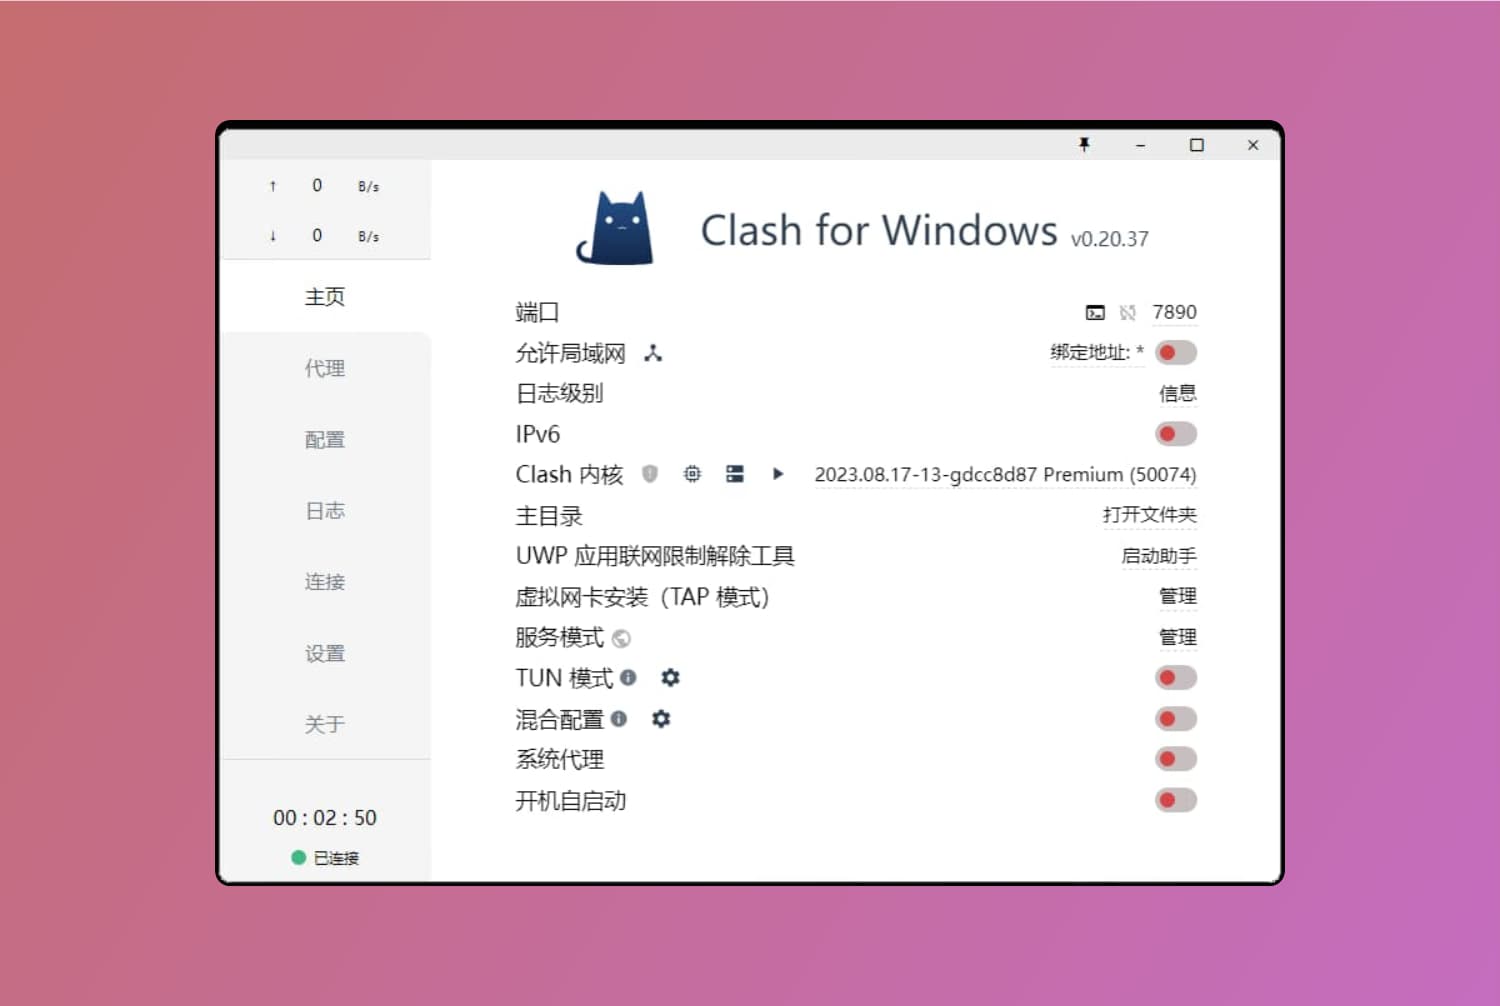 ↑ 0 B/s
↓ 0 B/s
主页
代理
配置
日志
连接
设置
关于
00 : 02 : 50
已连接
Clash for Windows v0.20.37
端口 7890
允许局域网 绑定地址: *
日志级别 信息
IPv6
Clash 内核 2023.08.17-13-gdcc8d87 Premium (50074)
主目录 打开文件夹
UWP 应用联网限制解除工具 启动助手
虚拟网卡安装（TAP 模式） 管理
服务模式 管理
TUN 模式
混合配置
系统代理
开机自启动